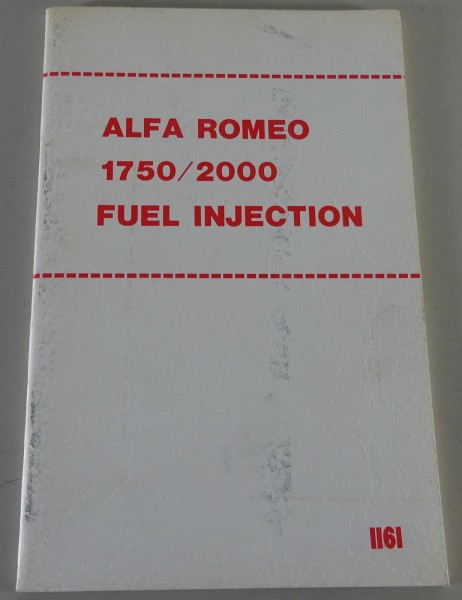 ALFA ROMEO
1750/2000
FUEL INJECTION
1161